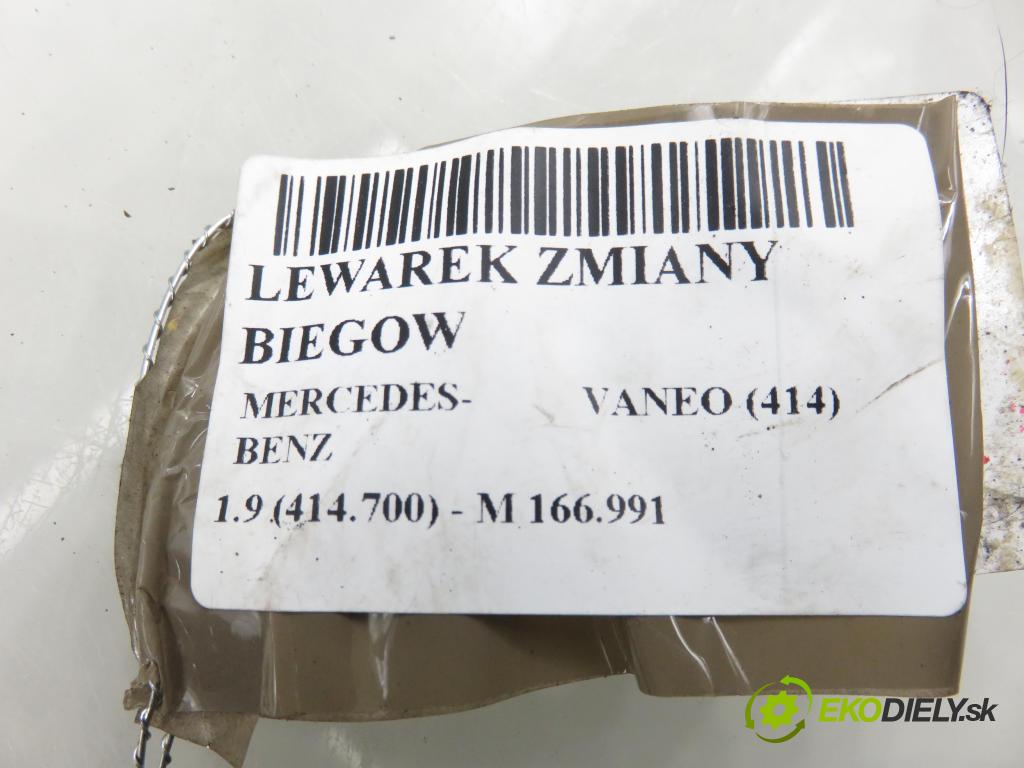 LEWAREK ZMIANY
BIEGOW
MERCEDES- VANEO (414)
BENZ
1.9 (414.700) - M 166.991
EKODIELY.sk